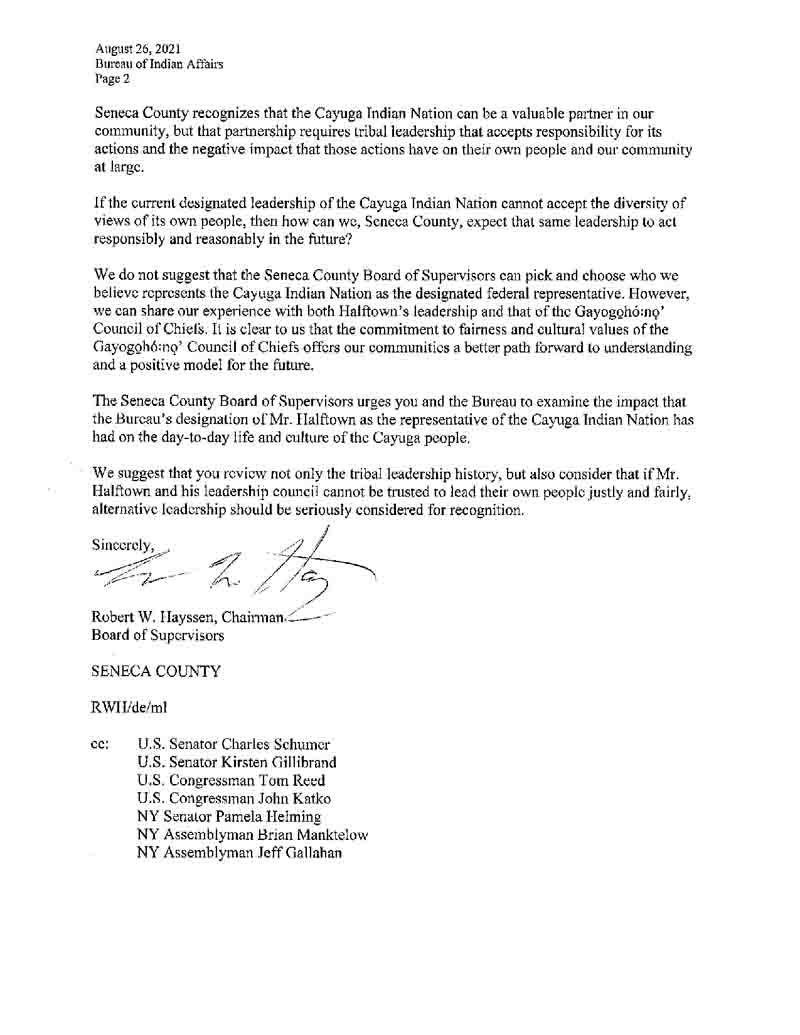 August 26, 2021
Bureau of Indian Affairs
Page 2
Seneca County recognizes that the Cayuga Indian Nation can be a valuable partner in our
community, but that partnership requires tribal leadership that accepts responsibility for its
actions and the negative impact that those actions have on their own people and our community
at large.
If the current designated leadership of the Cayuga Indian Nation cannot accept the diversity of
views of its own people, then how can we, Seneca County, expect that same leadership to act
responsibly and reasonably in the future?
We do not suggest that the Seneca County Board of Supervisors can pick and choose who we
believe represents the Cayuga Indian Nation as the designated federal representative. However,
we can share our experience with both Halftown's leadership and that of the Gayogo̱hó:nǫ’
Council of Chiefs. It is clear to us that the commitment to fairness and cultural values of the
Gayogo̱hó:nǫ’ Council of Chiefs offers our communities a better path forward to understanding
and a positive model for the future.
The Seneca County Board of Supervisors urges you and the Bureau to examine the impact that
the Bureau's designation of Mr. Halftown as the representative of the Cayuga Indian Nation has
had on the day-to-day life and culture of the Cayuga people.
We suggest that you review not only the tribal leadership history, but also consider that if Mr.
Halftown and his leadership council cannot be trusted to lead their own people justly and fairly,
alternative leadership should be seriously considered for recognition.
Sincerely,
Robert W. Hayssen, Chairman
Board of Supervisors
SENECA COUNTY
RWH/de/ml
cc: U.S. Senator Charles Schumer
U.S. Senator Kirsten Gillibrand
U.S. Congressman Tom Reed
U.S. Congressman John Katko
NY Senator Pamela Helming
NY Assemblyman Brian Manktelow
NY Assemblyman Jeff Gallahan